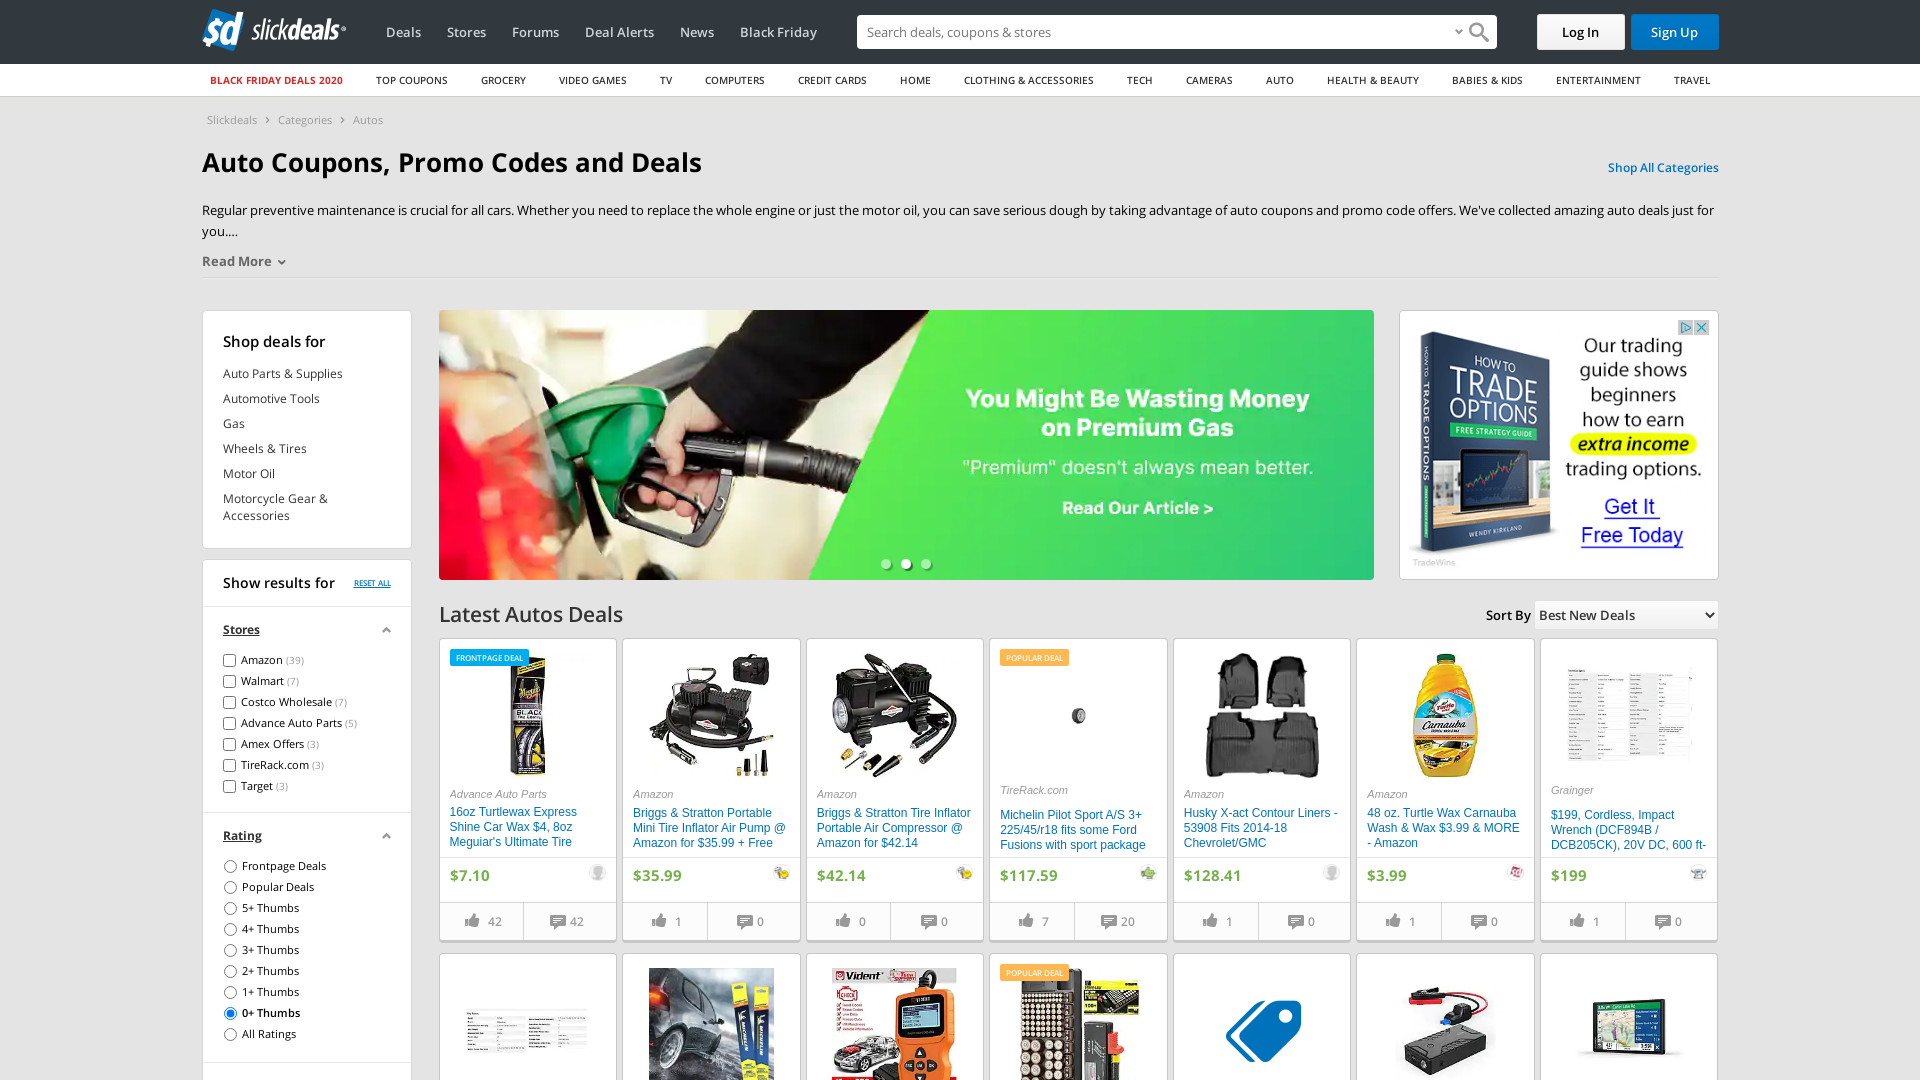 slickdeals
Deals
Stores
Forums
Deal Alerts
News
Black Friday
Search deals, coupons & stores
Log In
Sign Up
BLACK FRIDAY DEALS 2020
TOP COUPONS
GROCERY
VIDEO GAMES
TV
COMPUTERS
CREDIT CARDS
HOME
CLOTHING & ACCESSORIES
TECH
CAMERAS
AUTO
HEALTH & BEAUTY
BABIES & KIDS
ENTERTAINMENT
TRAVEL
Slickdeals > Categories > Autos
Auto Coupons, Promo Codes and Deals
Shop All Categories
Regular preventive maintenance is crucial for all cars. Whether you need to replace the whole engine or just the motor oil, you can save serious dough by taking advantage of auto coupons and promo code offers. We've collected amazing auto deals just for
you.…
Read More
Shop deals for
Auto Parts & Supplies
Automotive Tools
Gas
Wheels & Tires
Motor Oil
Motorcycle Gear &
Accessories
Show results for
RESET ALL
Stores
Amazon (39)
Walmart (7)
Costco Wholesale (7)
Advance Auto Parts (5)
Amex Offers (3)
TireRack.com (3)
Target (3)
Rating
Frontpage Deals
Popular Deals
5+ Thumbs
4+ Thumbs
3+ Thumbs
2+ Thumbs
1+ Thumbs
0+ Thumbs
All Ratings
You Might Be Wasting Money
on Premium Gas
"Premium" doesn't always mean better.
Read Our Article >
HOW TO
TRADE
OPTIONS
FREE STRATEGY GUIDE
WENDY KIRKLAND
HOW TO TRADE OPTIONS
TradeWins
Our trading
guide shows
beginners
how to earn
extra income
trading options.
Get It
Free Today
Latest Autos Deals
Sort By
Best New Deals
FRONTPAGE DEAL
Advance Auto Parts
16oz Turtlewax Express
Shine Car Wax $4, 8oz
Meguiar's Ultimate Tire
$7.10
42
42
Amazon
Briggs & Stratton Portable
Mini Tire Inflator Air Pump @
Amazon for $35.99 + Free
$35.99
1
0
Amazon
Briggs & Stratton Tire Inflator
Portable Air Compressor @
Amazon for $42.14
$42.14
0
0
POPULAR DEAL
TireRack.com
Michelin Pilot Sport A/S 3+
225/45/r18 fits some Ford
Fusions with sport package
$117.59
7
20
Amazon
Husky X-act Contour Liners -
53908 Fits 2014-18
Chevrolet/GMC
$128.41
1
0
Carnauba
Amazon
48 oz. Turtle Wax Carnauba
Wash & Wax $3.99 & MORE
- Amazon
$3.99
1
0
Grainger
$199, Cordless, Impact
Wrench (DCF894B /
DCB205CK), 20V DC, 600 ft-
$199
1
0
MICHELIN
Vident
CHECK
POPULAR DEAL